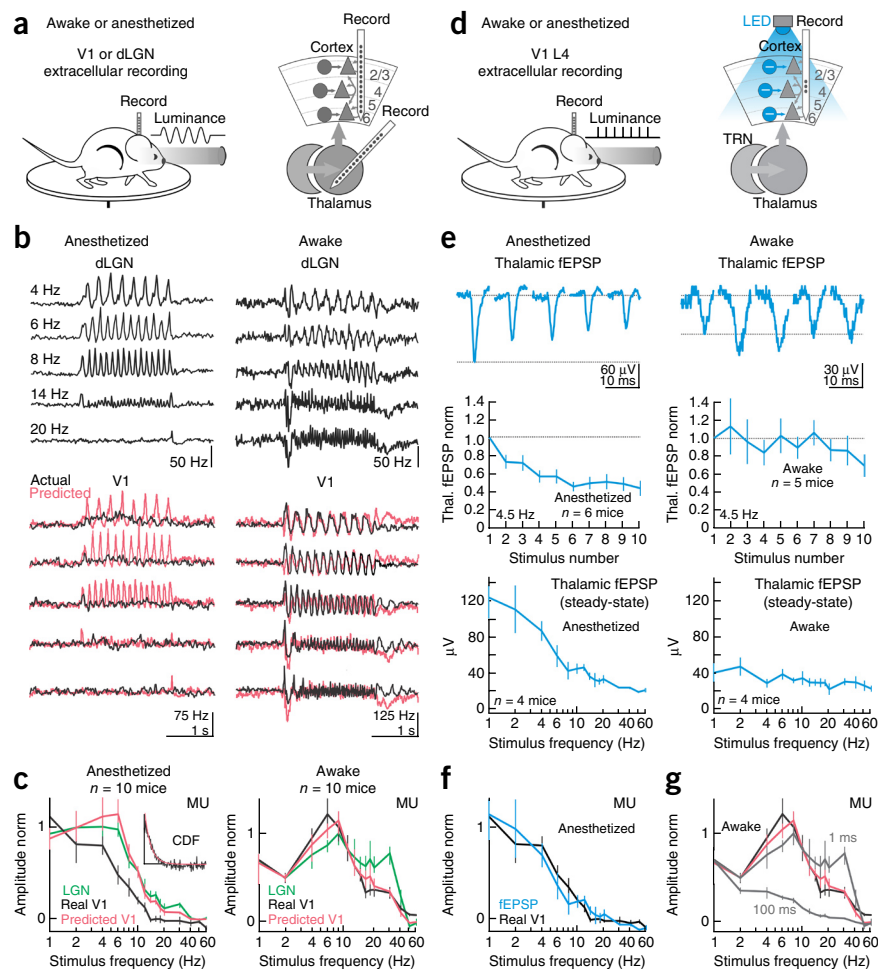 a
Awake or anesthetized
V1 or dLGN
extracellular recording
Record
Luminance
Record
Cortex
2/3
4
5
6
Record
Thalamus
d
Awake or anesthetized
V1 L4
extracellular recording
Record
Luminance
LED
Record
Cortex
2/3
4
5
6
TRN
Thalamus
b
Anesthetized
dLGN
Awake
dLGN
4 Hz
6 Hz
8 Hz
14 Hz
20 Hz
50 Hz
50 Hz
Actual
Predicted
V1
V1
75 Hz
1 s
125 Hz
1 s
e
Anesthetized
Thalamic fEPSP
Awake
Thalamic fEPSP
60 µV
10 ms
30 µV
10 ms
Thal. fEPSP norm
1.4
1.2
1.0
0.8
0.6
0.4
0.2
0
4.5 Hz
Anesthetized
n = 6 mice
1 2 3 4 5 6 7 8 9 10
Stimulus number
Thal. fEPSP norm
1.4
1.2
1.0
0.8
0.6
0.4
0.2
0
4.5 Hz
Awake
n = 5 mice
1 2 3 4 5 6 7 8 9 10
Stimulus number
Thalamic fEPSP
(steady-state)
Anesthetized
µV
120
80
40
0
n = 4 mice
1 2 4 6 10 20 40 60
Stimulus frequency (Hz)
Thalamic fEPSP
(steady-state)
Awake
µV
120
80
40
0
n = 4 mice
1 2 4 6 10 20 40 60
Stimulus frequency (Hz)
c
Anesthetized
n = 10 mice
MU
Amplitude norm
1
0
CDF
LGN
Real V1
Predicted V1
1 2 4 6 10 20 40 60
Stimulus frequency (Hz)
Awake
n = 10 mice
MU
Amplitude norm
1
0
LGN
Real V1
Predicted V1
1 2 4 6 10 20 40 60
Stimulus frequency (Hz)
f
MU
Anesthetized
Amplitude norm
1
0
fEPSP
Real V1
1 2 4 6 10 20 40 60
Stimulus frequency (Hz)
g
MU
Awake
Amplitude norm
1.0
0.5
0.0
1 ms
100 ms
1 2 4 6 10 20 40 60
Stimulus frequency (Hz)